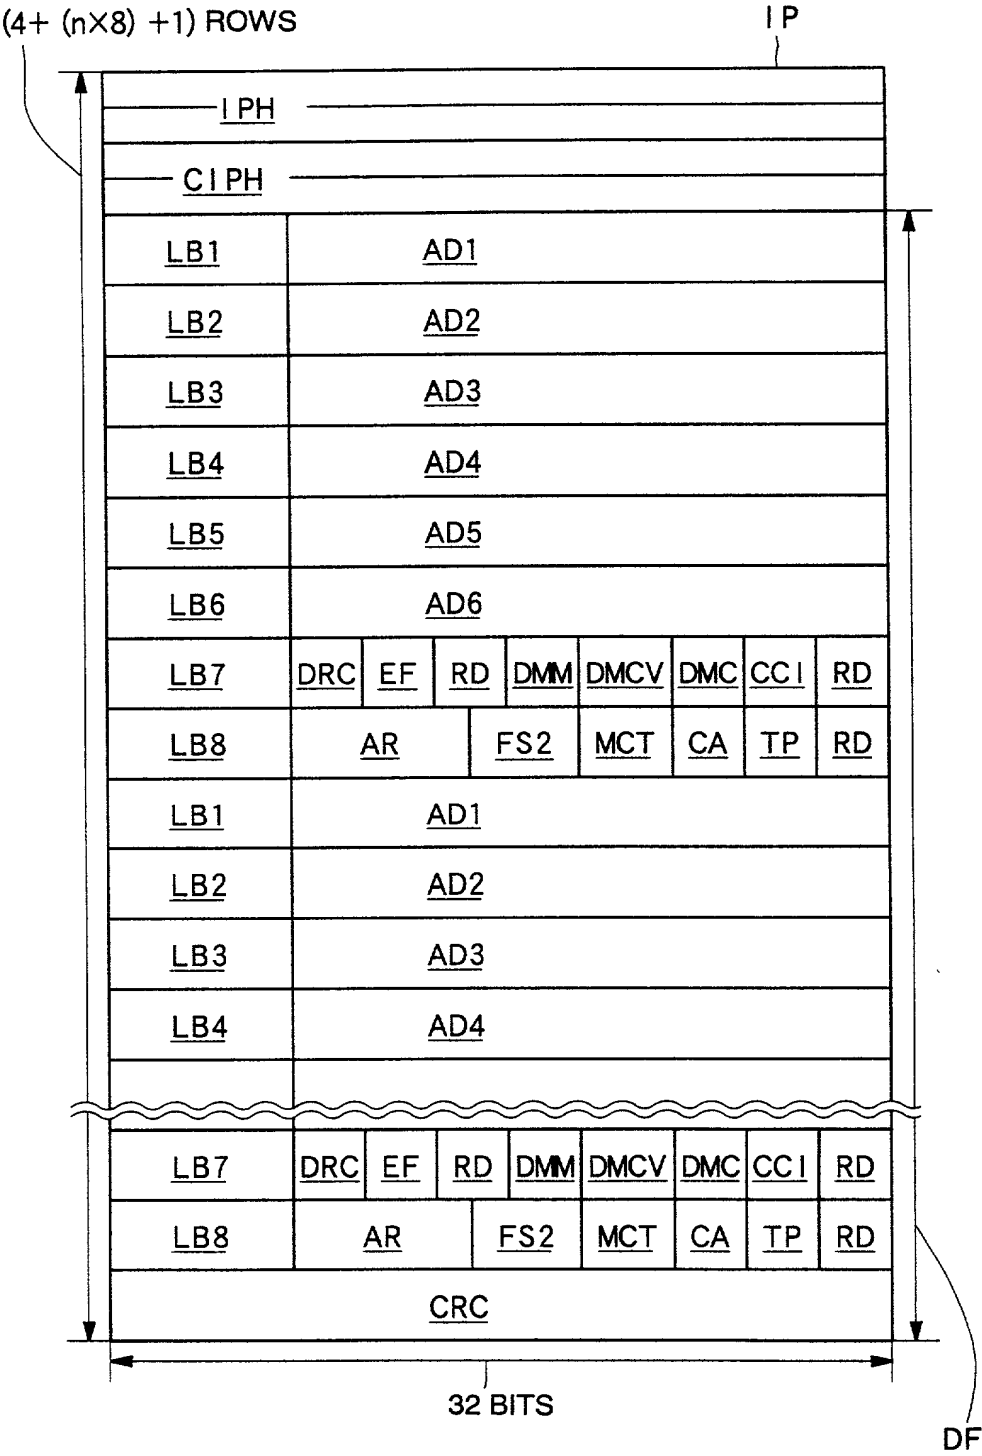 (4+ (n×8) +1) ROWS
IP
IPH
CIPH
LB1 AD1
LB2 AD2
LB3 AD3
LB4 AD4
LB5 AD5
LB6 AD6
LB7 DRC EF RD DMM DMCV DMC CCI RD
LB8 AR FS2 MCT CA TP RD
LB1 AD1
LB2 AD2
LB3 AD3
LB4 AD4
LB7 DRC EF RD DMM DMCV DMC CCI RD
LB8 AR FS2 MCT CA TP RD
CRC
32 BITS
DF